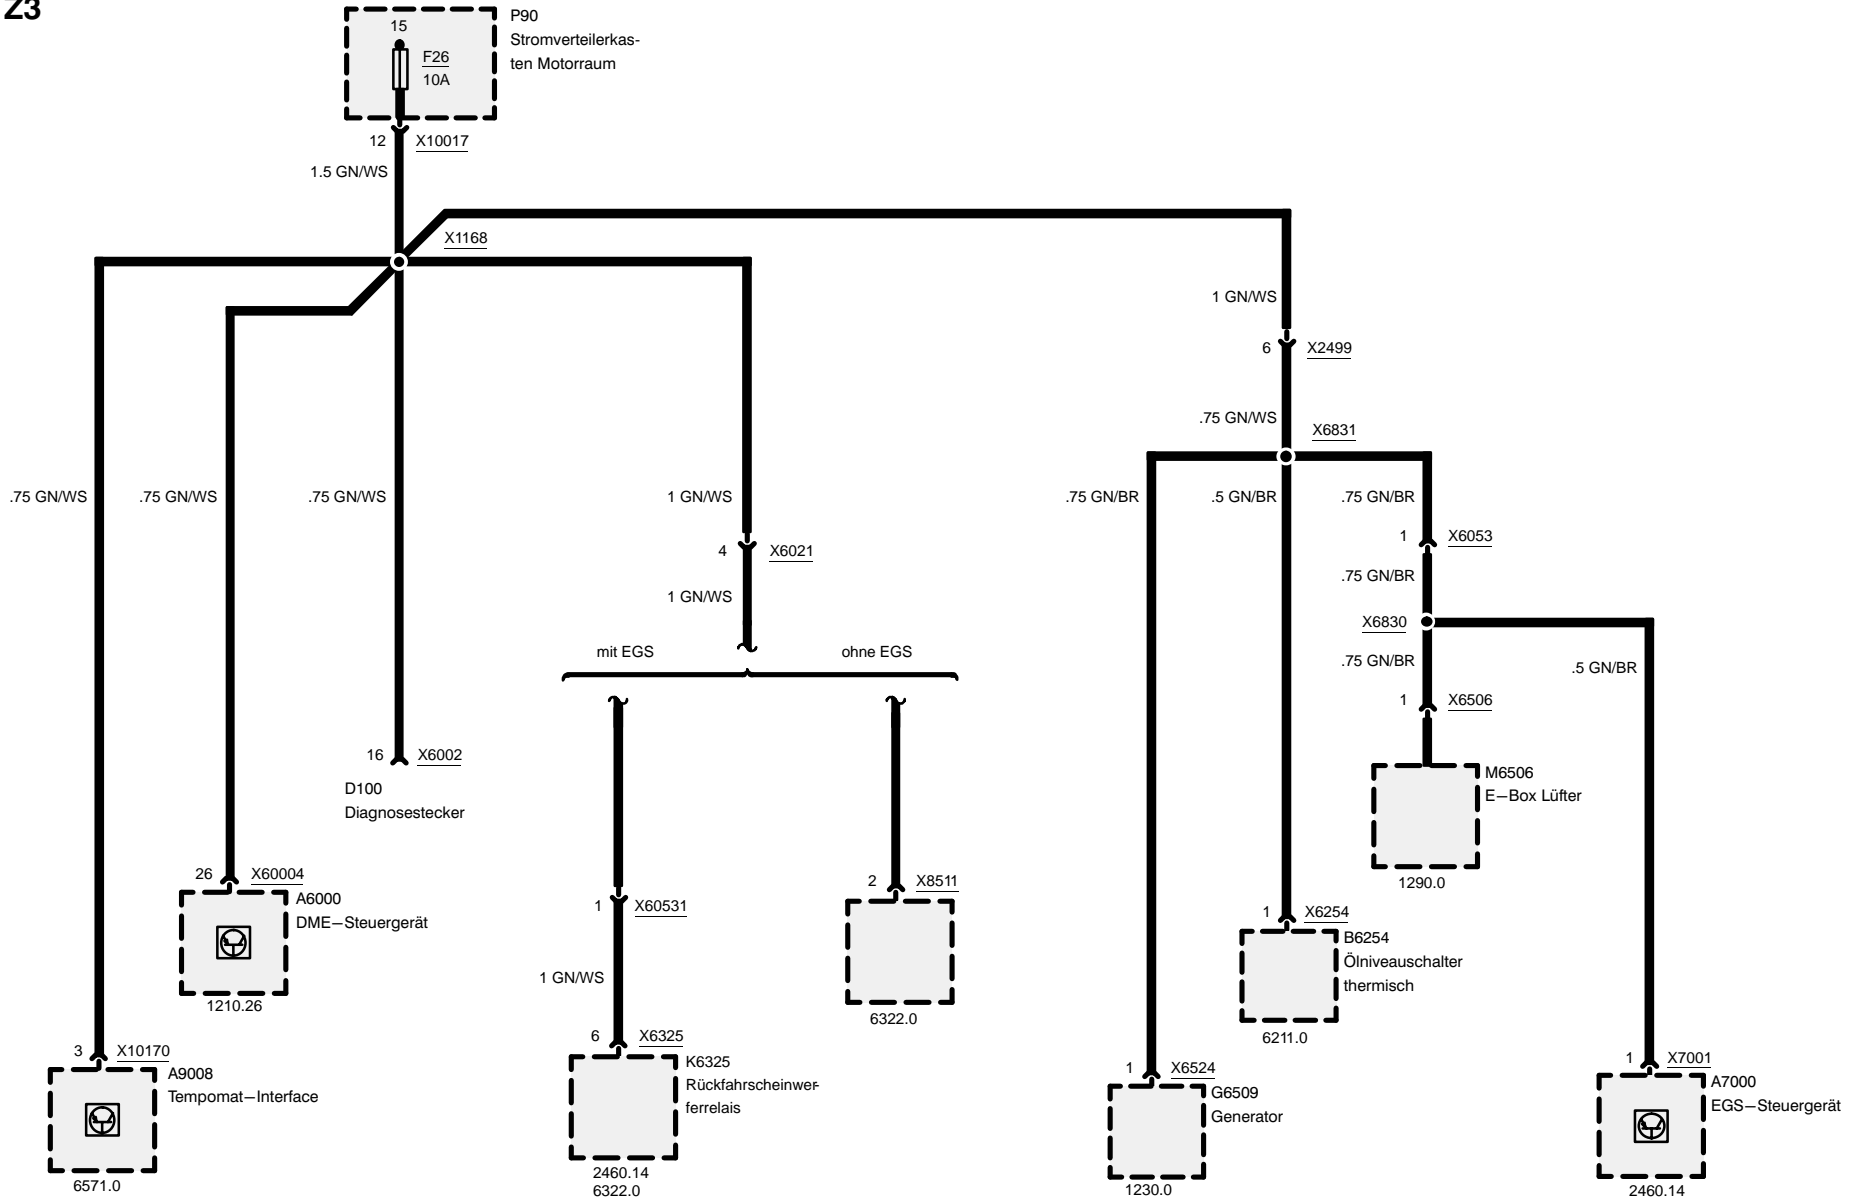 Z3
15
F26
10A
P90
Stromverteilerkas-
ten Motorraum
12 X10017
1.5 GN/WS
X1168
1 GN/WS
6 X2499
.75 GN/WS
X6831
.75 GN/WS .75 GN/WS .75 GN/WS 1 GN/WS .75 GN/BR .5 GN/BR .75 GN/BR
1 X6053
4 X6021
.75 GN/BR
1 GN/WS
X6830
mit EGS ohne EGS
.75 GN/BR
.5 GN/BR
1 X6506
16 X6002
D100
Diagnosestecker
M6506
E−Box Lüfter
1290.0
26 X60004
A6000
DME−Steuergerät
1210.26
2 X8511
6322.0
1 X60531
1 GN/WS
6 X6325
K6325
Rückfahrscheinwer-
ferrelais
2460.14
6322.0
1 X6254
B6254
Ölniveauschalter
thermisch
6211.0
3 X10170
A9008
Tempomat−Interface
6571.0
1 X6524
G6509
Generator
1230.0
1 X7001
A7000
EGS−Steuergerät
2460.14